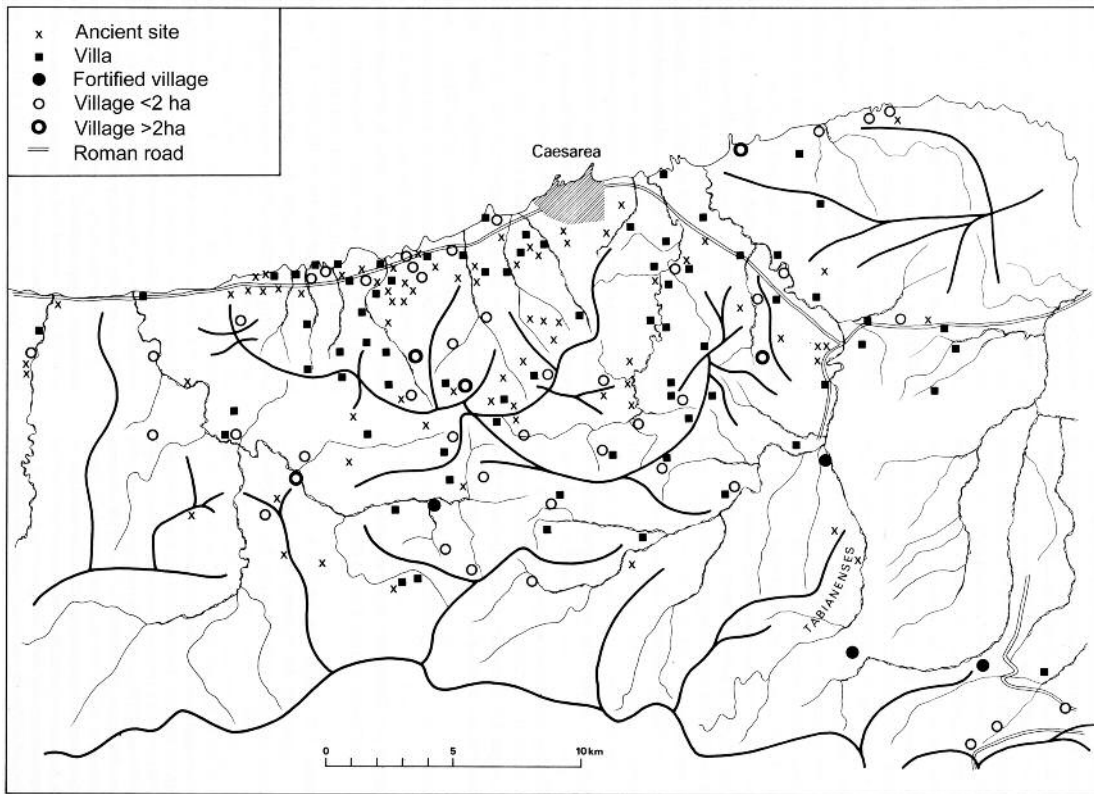 Ancient site
Villa
Fortified village
Village <2 ha
Village >2ha
Roman road
Caesarea
TABIANENSES
0 5 10km